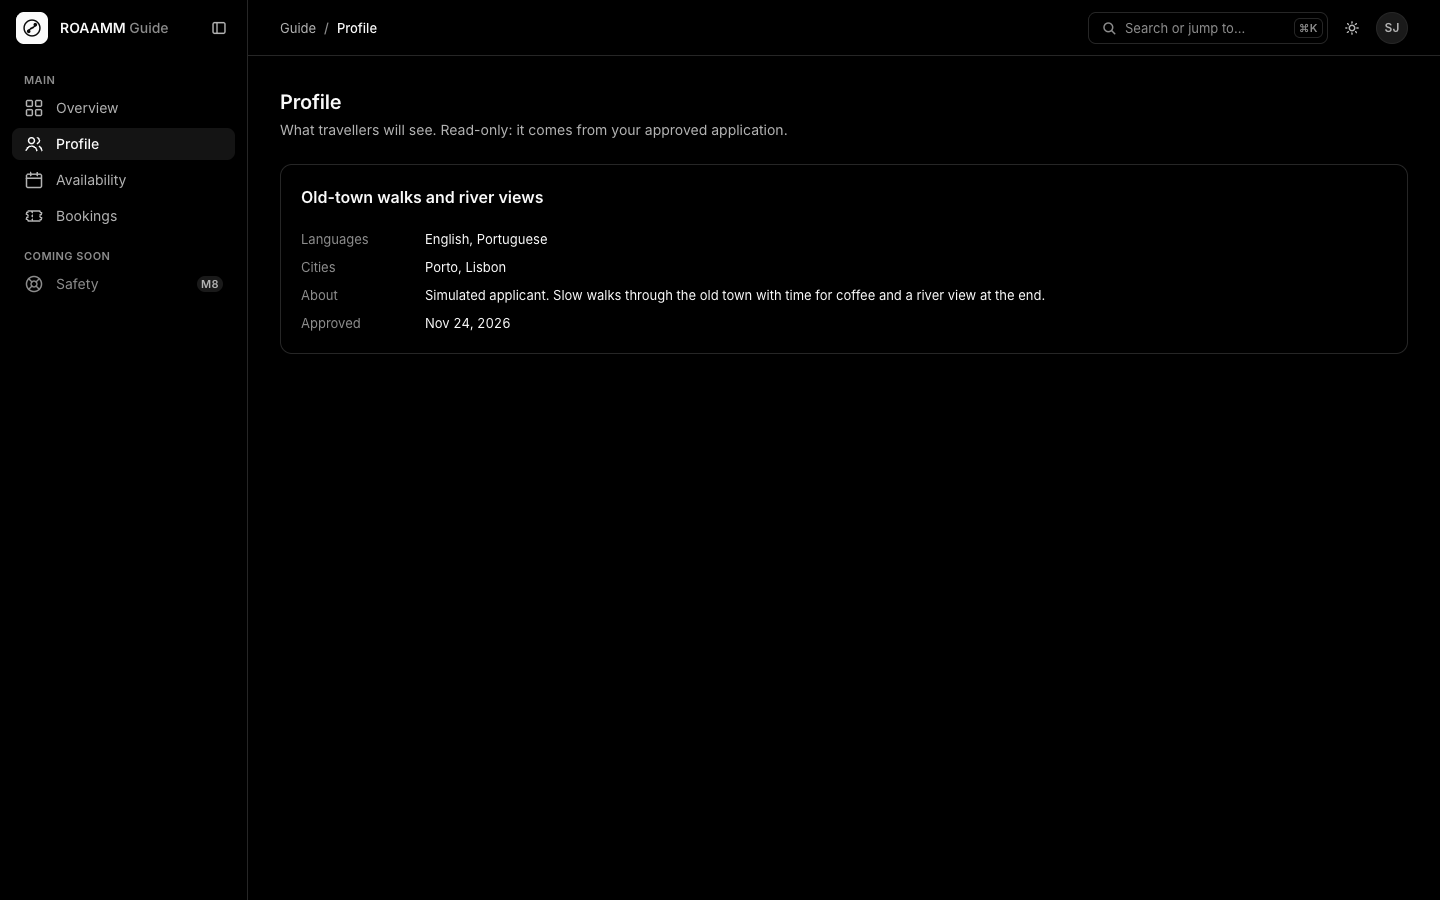 ROAAMM Guide
MAIN
Overview
Profile
Availability
Bookings
COMING SOON
Safety M8
Guide / Profile
Search or jump to... ⌘K
SJ
Profile
What travellers will see. Read-only: it comes from your approved application.
Old-town walks and river views
Languages English, Portuguese
Cities Porto, Lisbon
About Simulated applicant. Slow walks through the old town with time for coffee and a river view at the end.
Approved Nov 24, 2026